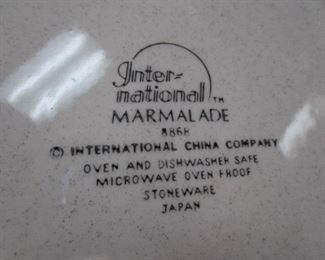 Inter-
national TM
MARMALADE
8868
© INTERNATIONAL CHINA COMPANY
OVEN AND DISHWASHER SAFE
MICROWAVE OVEN PROOF
STONEWARE
JAPAN